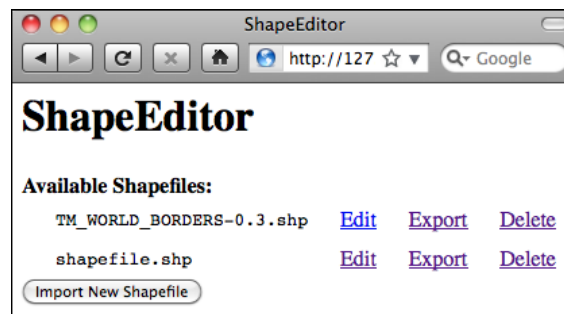 ShapeEditor
http://127
Google
ShapeEditor
Available Shapefiles:
TM_WORLD_BORDERS-0.3.shp Edit Export Delete
shapefile.shp Edit Export Delete
Import New Shapefile